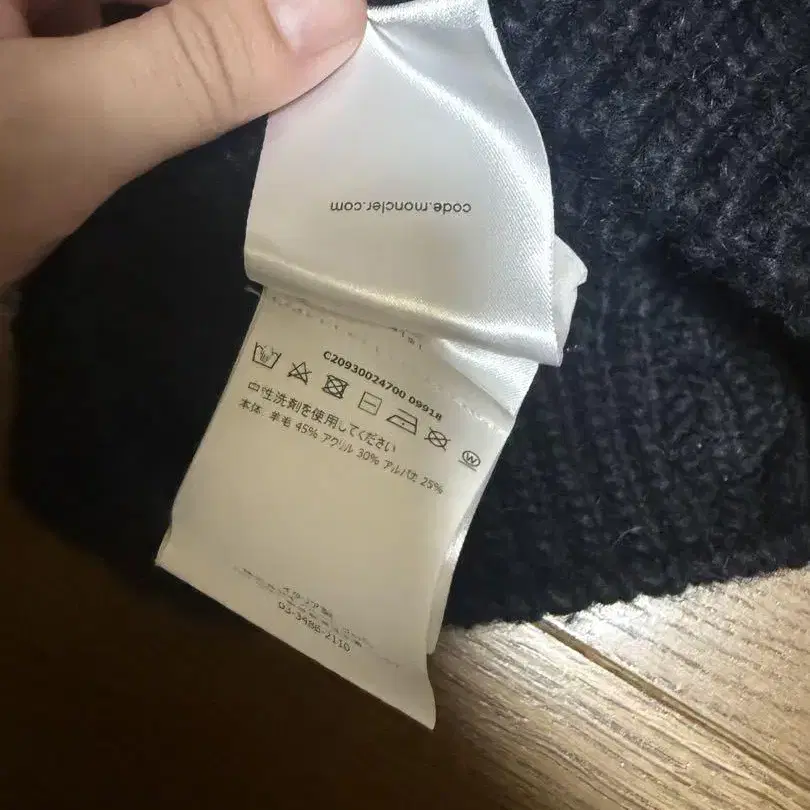 code.moncler.com
C20930024700 09918
中性洗剤を使用してください
本体: 羊毛 45% アクリル 30% アルパカ 25%
03-3486-2110